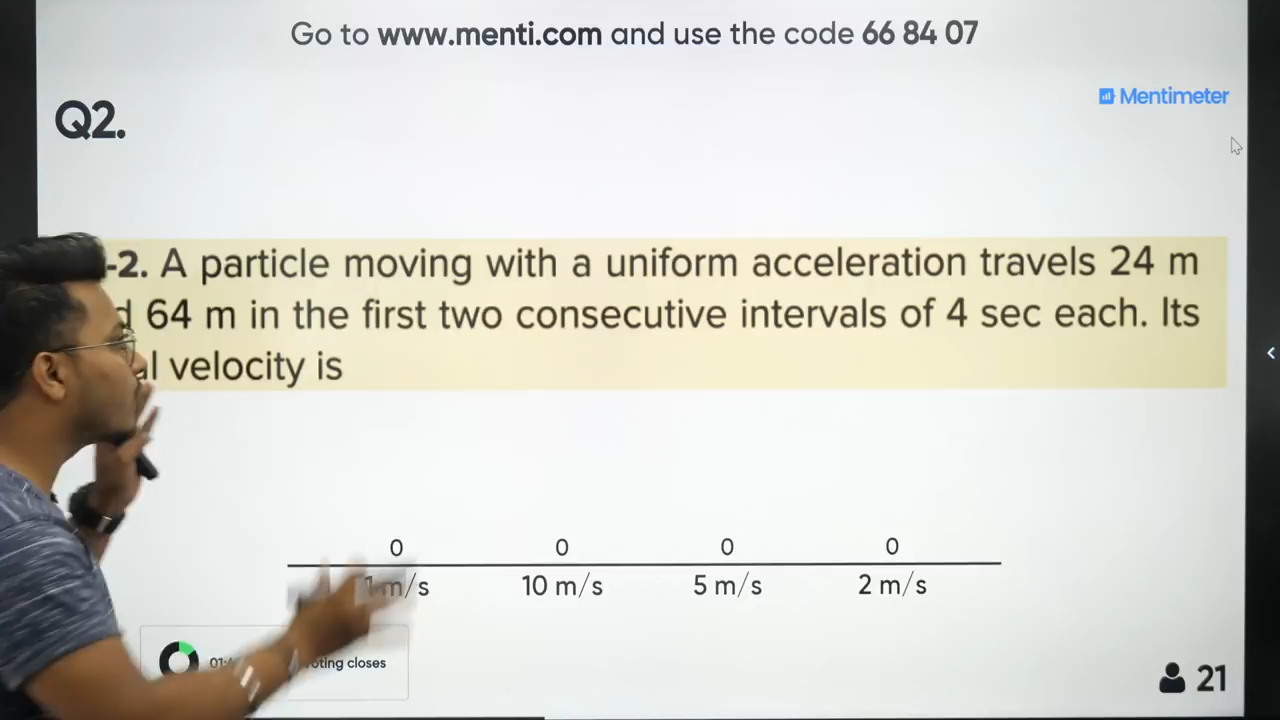 Go to www.menti.com and use the code 66 84 07
Mentimeter
Q2.
-2. A particle moving with a uniform acceleration travels 24 m
64 m in the first two consecutive intervals of 4 sec each. Its
velocity is
0 0 0 0
1 m/s 10 m/s 5 m/s 2 m/s
closes
21